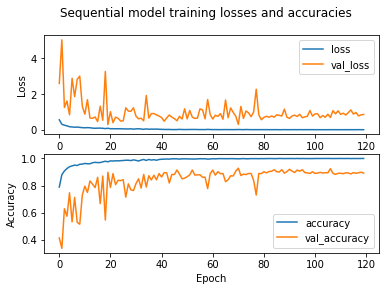 Sequential model training losses and accuracies
4
2
0
Loss
loss
val_loss
0 20 40 60 80 100 120
1.0
0.8
0.6
0.4
Accuracy
accuracy
val_accuracy
0 20 40 60 80 100 120
Epoch